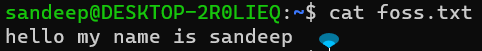 sandeep@DESKTOP-2R0LIEQ:~$ cat foss.txt
hello my name is sandeep